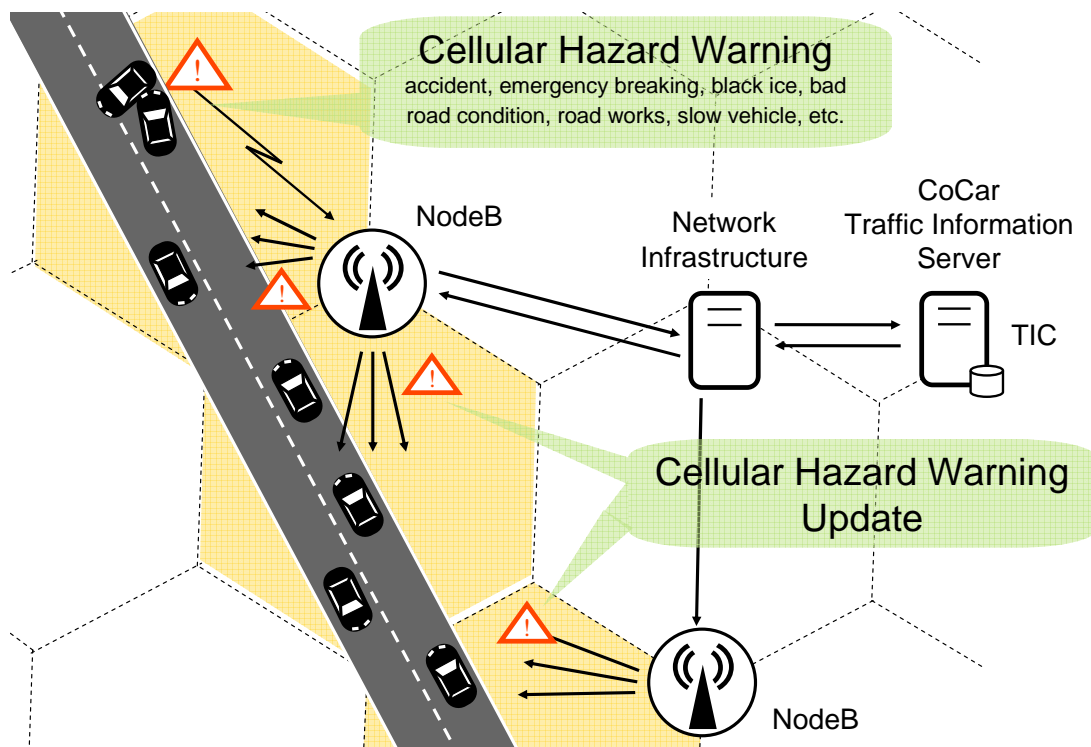 Cellular Hazard Warning
accident, emergency breaking, black ice, bad
road condition, road works, slow vehicle, etc.
!
NodeB
Network
Infrastructure
CoCar
Traffic Information
Server
TIC
!
!
Cellular Hazard Warning
Update
!
NodeB